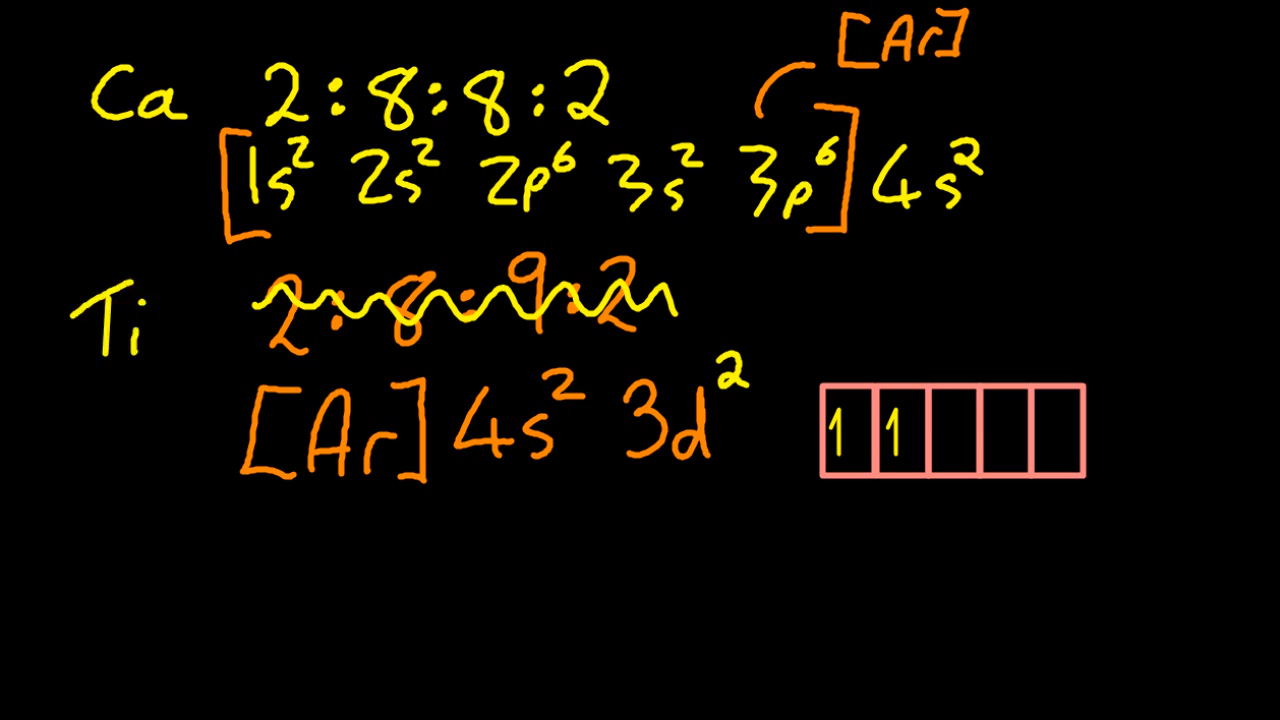 [Ar]
Ca 2:8:8:2
[1s² 2s² 2p⁶ 3s² 3p⁶] 4s²
Ti 2:8:9:2
[Ar] 4s² 3d²
1 1